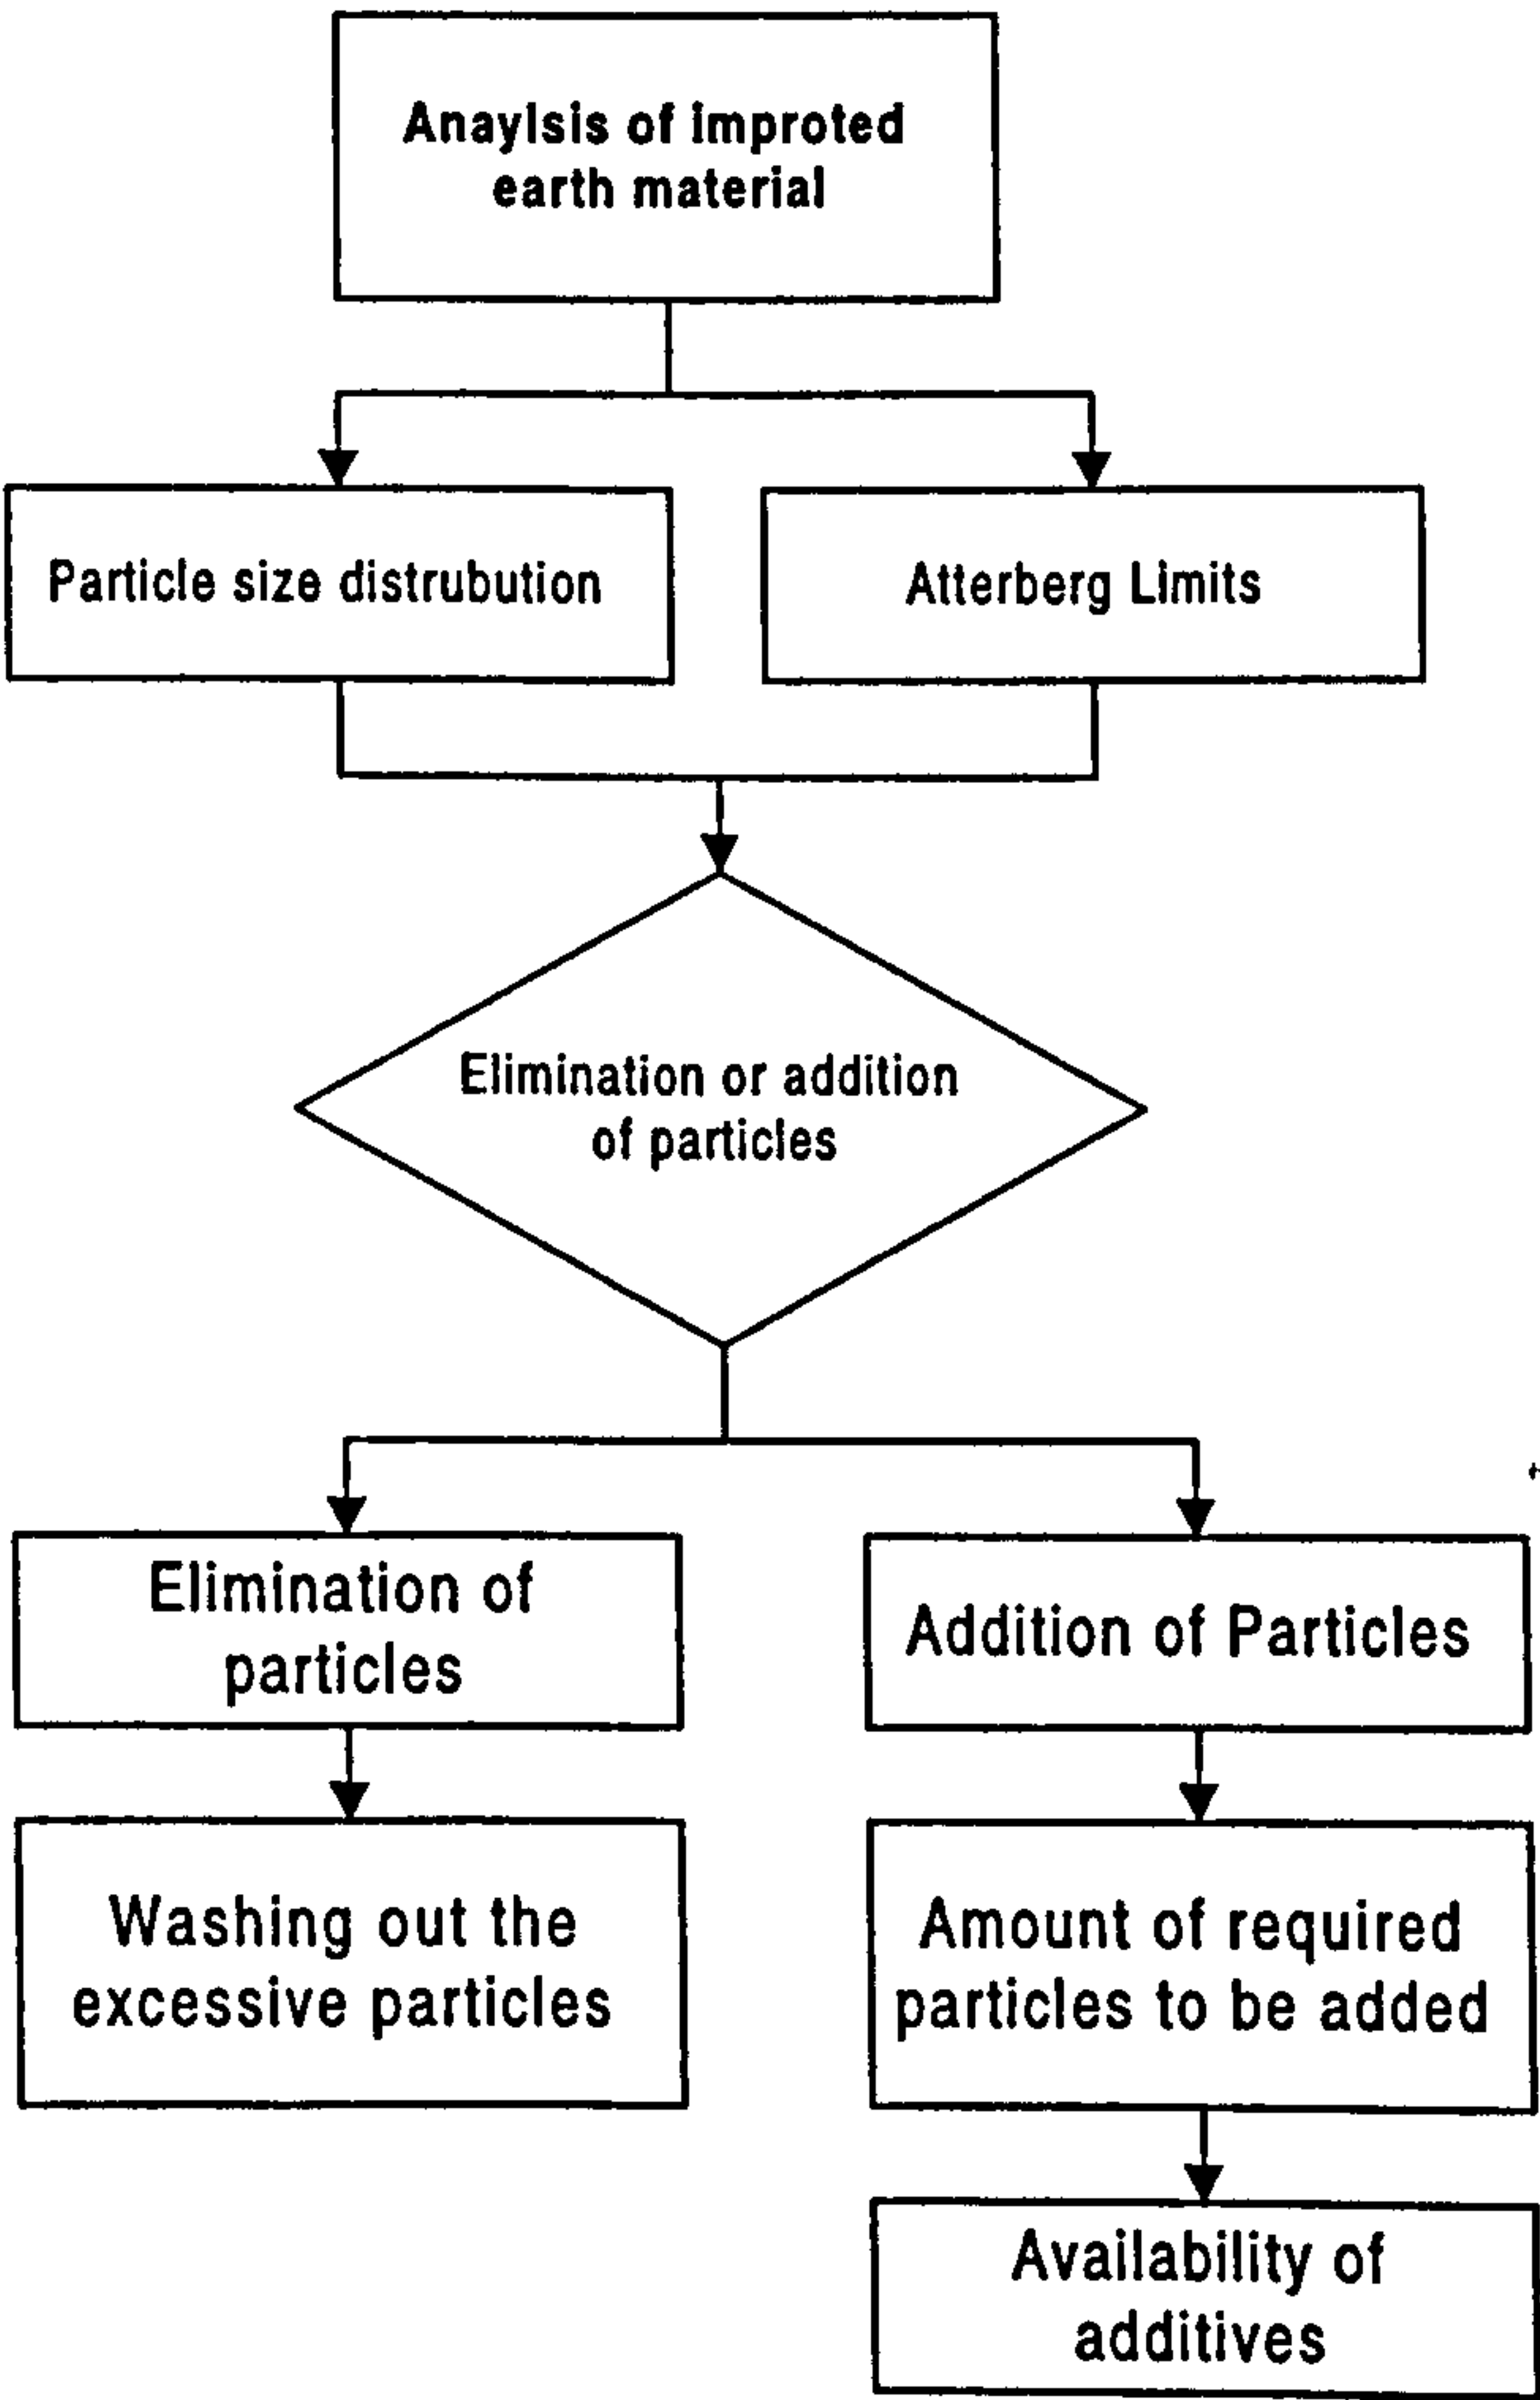 Anaylsis of improted
earth material
Particle size distrubution
Atterberg Limits
Elimination or addition
of particles
Elimination of
particles
Addition of Particles
Washing out the
excessive particles
Amount of required
particles to be added
Availability of
additives